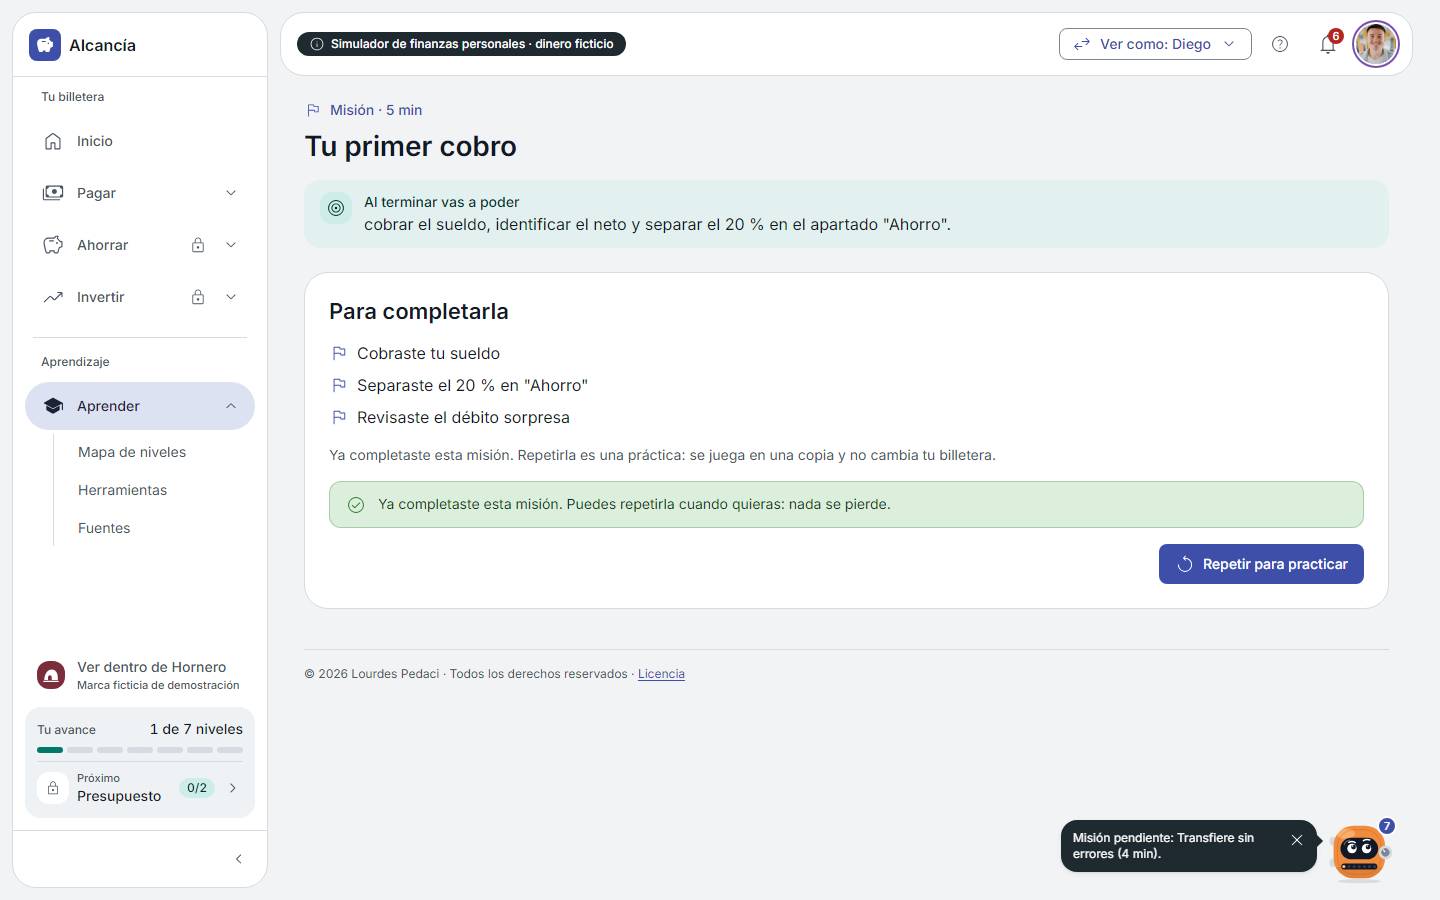 Alcancía
Tu billetera
Inicio
Pagar
Ahorrar
Invertir
Aprendizaje
Aprender
Mapa de niveles
Herramientas
Fuentes
Ver dentro de Hornero
Marca ficticia de demostración
Tu avance
1 de 7 niveles
Próximo
Presupuesto
0/2
Simulador de finanzas personales · dinero ficticio
Ver como: Diego
6
Misión · 5 min
Tu primer cobro
Al terminar vas a poder
cobrar el sueldo, identificar el neto y separar el 20 % en el apartado "Ahorro".
Para completarla
Cobraste tu sueldo
Separaste el 20 % en "Ahorro"
Revisaste el débito sorpresa
Ya completaste esta misión. Repetirla es una práctica: se juega en una copia y no cambia tu billetera.
Ya completaste esta misión. Puedes repetirla cuando quieras: nada se pierde.
Repetir para practicar
© 2026 Lourdes Pedaci · Todos los derechos reservados · Licencia
Misión pendiente: Transfiere sin
errores (4 min).
7